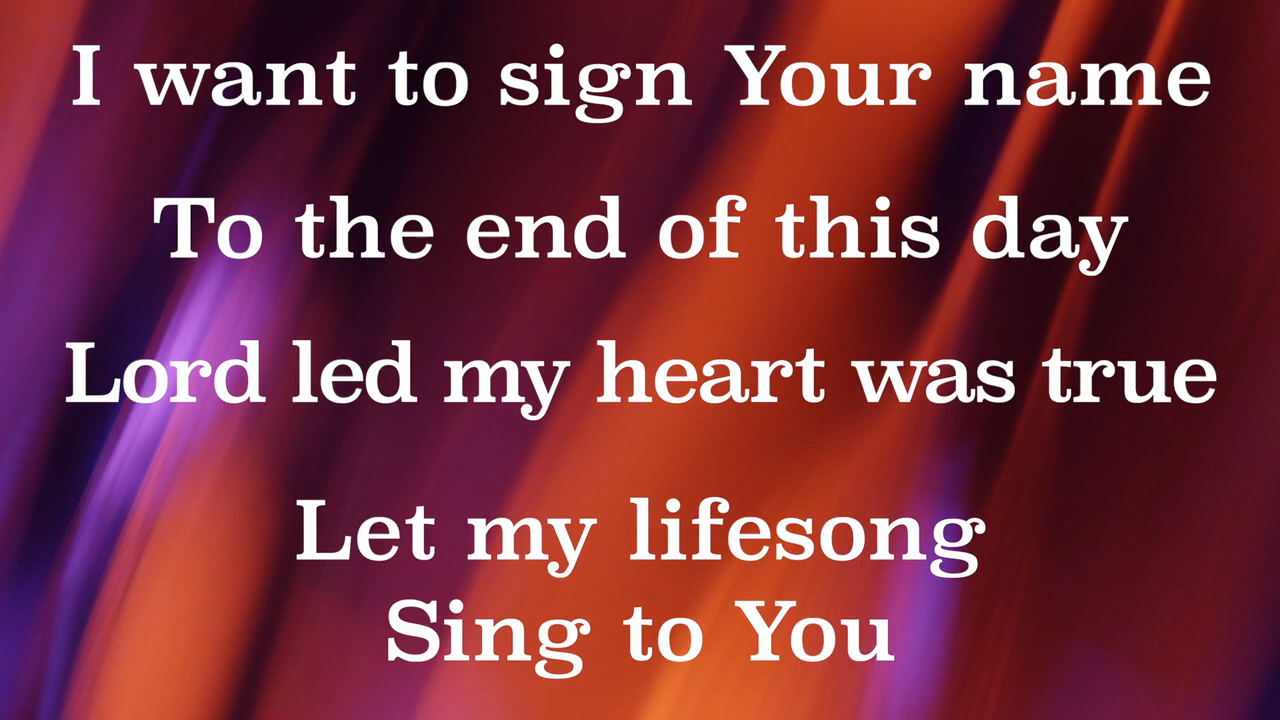 I want to sign Your name
To the end of this day
Lord led my heart was true
Let my lifesong
Sing to You